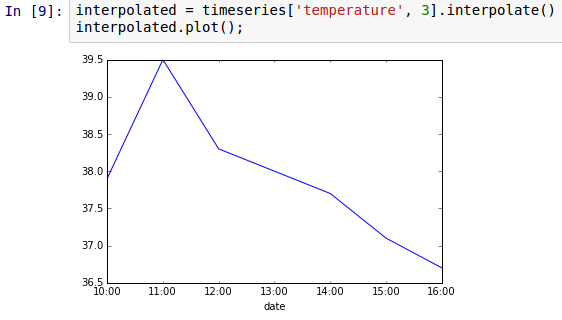 In [9]: interpolated = timeseries['temperature', 3].interpolate()
interpolated.plot();
39.5
39.0
38.5
38.0
37.5
37.0
36.5
10:00 11:00 12:00 13:00 14:00 15:00 16:00
date